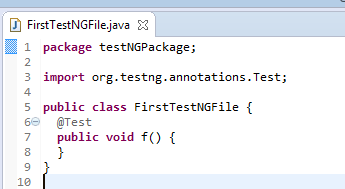 FirstTestNGFile.java
1 package testNGPackage;
2
3 import org.testng.annotations.Test;
4
5 public class FirstTestNGFile {
6 @Test
7 public void f() {
8 }
9 }
10